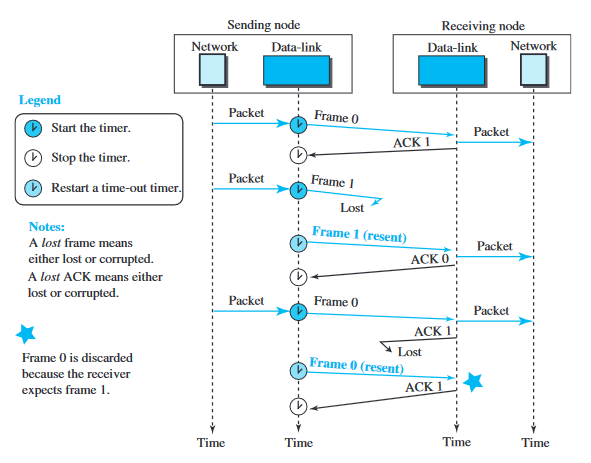 Sending node
Receiving node
Network
Data-link
Data-link
Network
Legend
Start the timer.
Stop the timer.
Restart a time-out timer.
Notes:
A lost frame means
either lost or corrupted.
A lost ACK means either
lost or corrupted.
Frame 0 is discarded
because the receiver
expects frame 1.
Packet
Frame 0
ACK 1
Packet
Packet
Frame 1
Lost
Frame 1 (resent)
ACK 0
Packet
Packet
Frame 0
ACK 1
Packet
Lost
Frame 0 (resent)
ACK 1
Time
Time
Time
Time